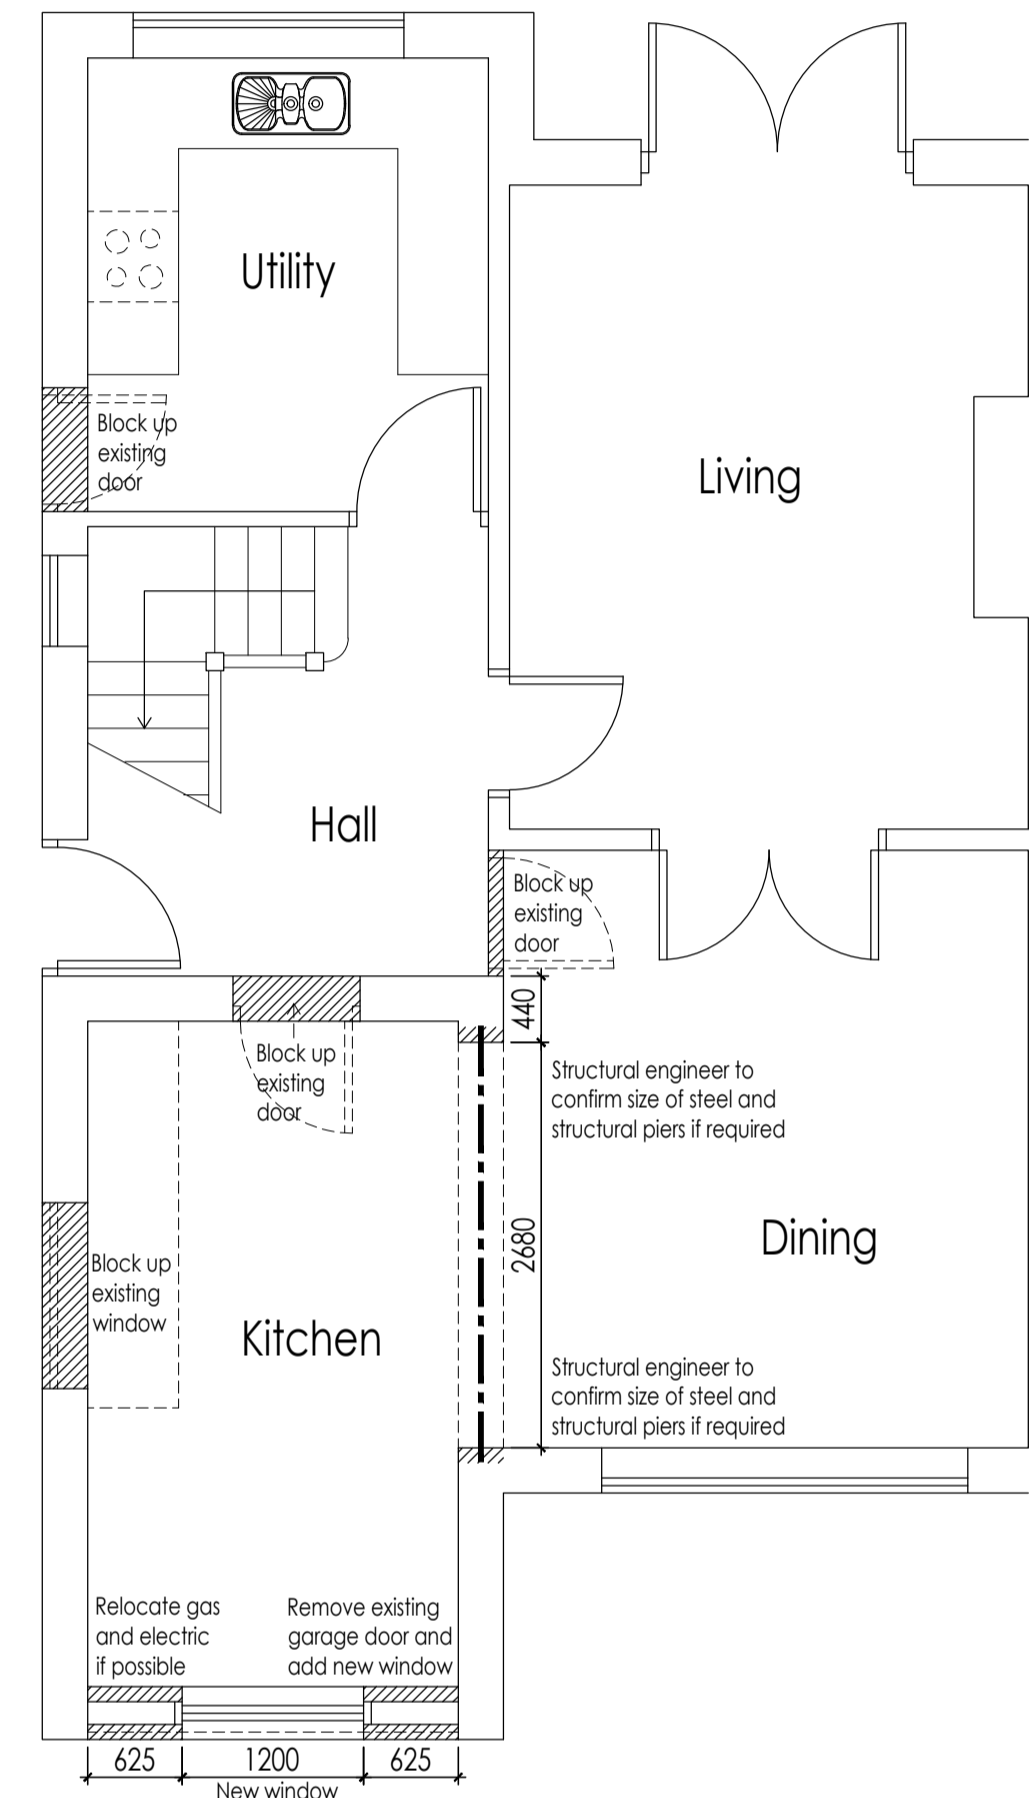 Utility
Block up
existing
door
Living
Hall
Block up
existing
door
440
Block up
existing
door
Structural engineer to
confirm size of steel and
structural piers if required
2680
Dining
Block up
existing
window
Kitchen
Structural engineer to
confirm size of steel and
structural piers if required
Relocate gas
and electric
if possible
Remove existing
garage door and
add new window
625
1200
625
New window